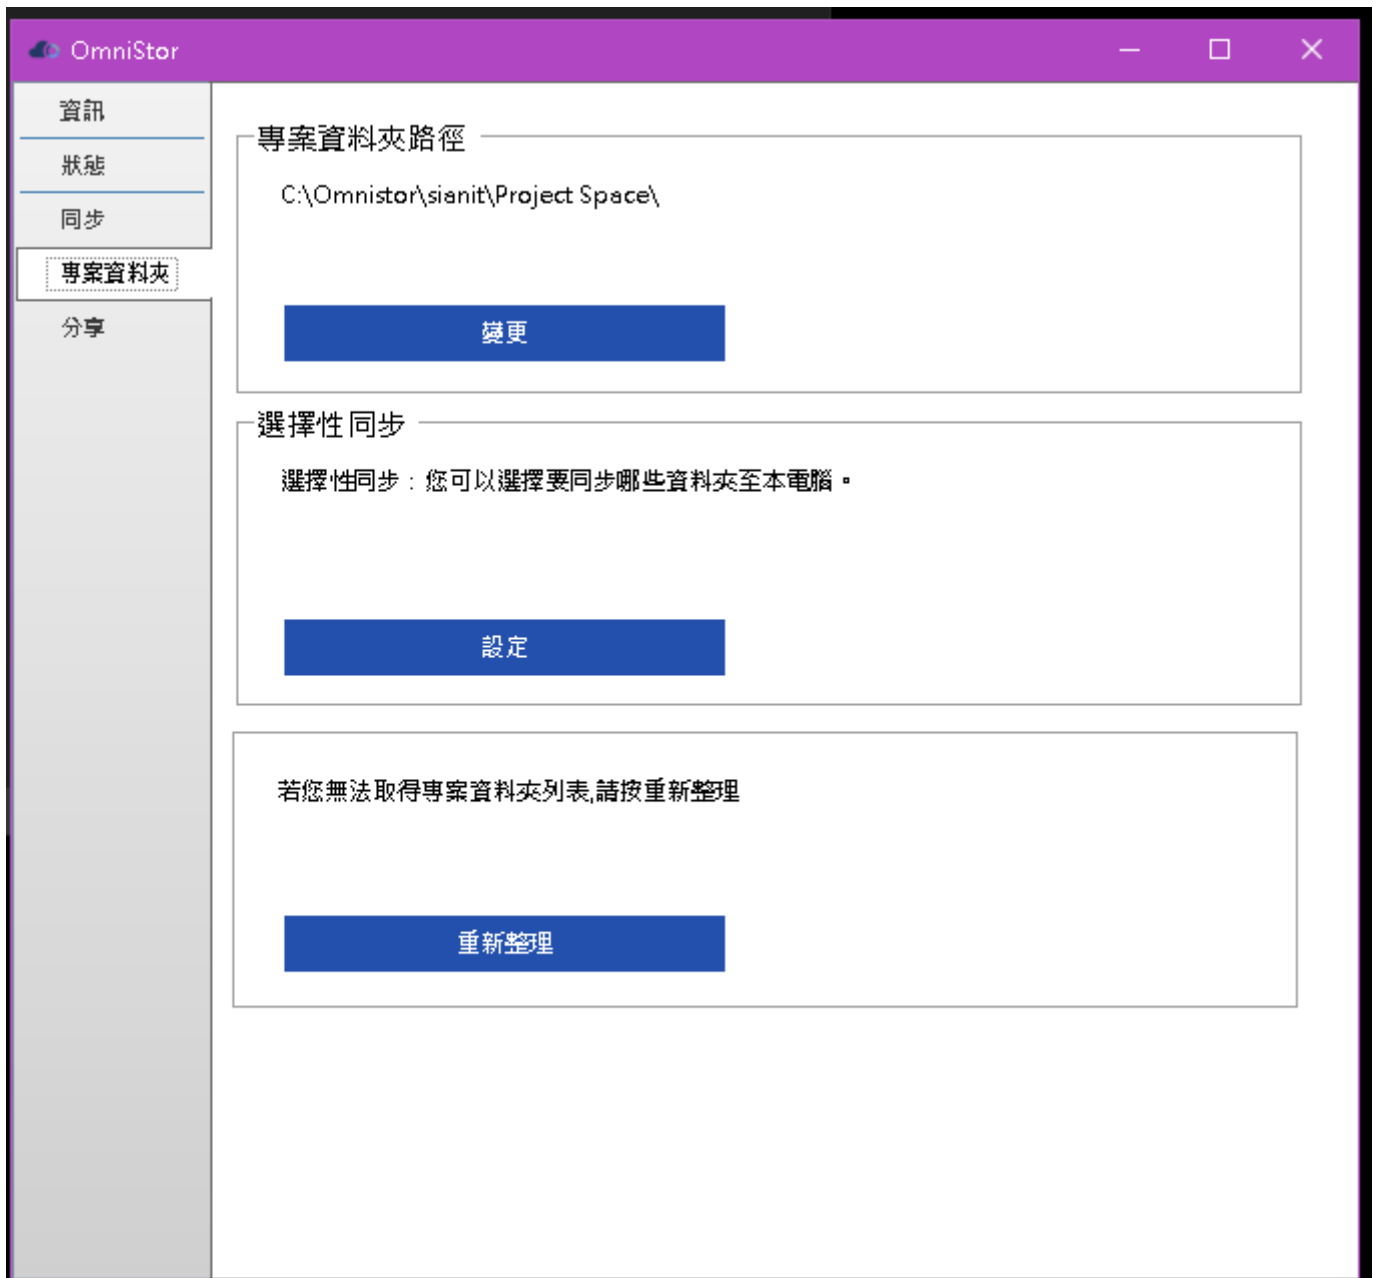 OmniStor
資訊
狀態
同步
專案資料夾
分享
專案資料夾路徑
C:\Omnistor\sianit\Project Space\
變更
選擇性同步
選擇性同步：您可以選擇要同步哪些資料夾至本電腦。
設定
若您無法取得專案資料夾列表,請按重新整理
重新整理